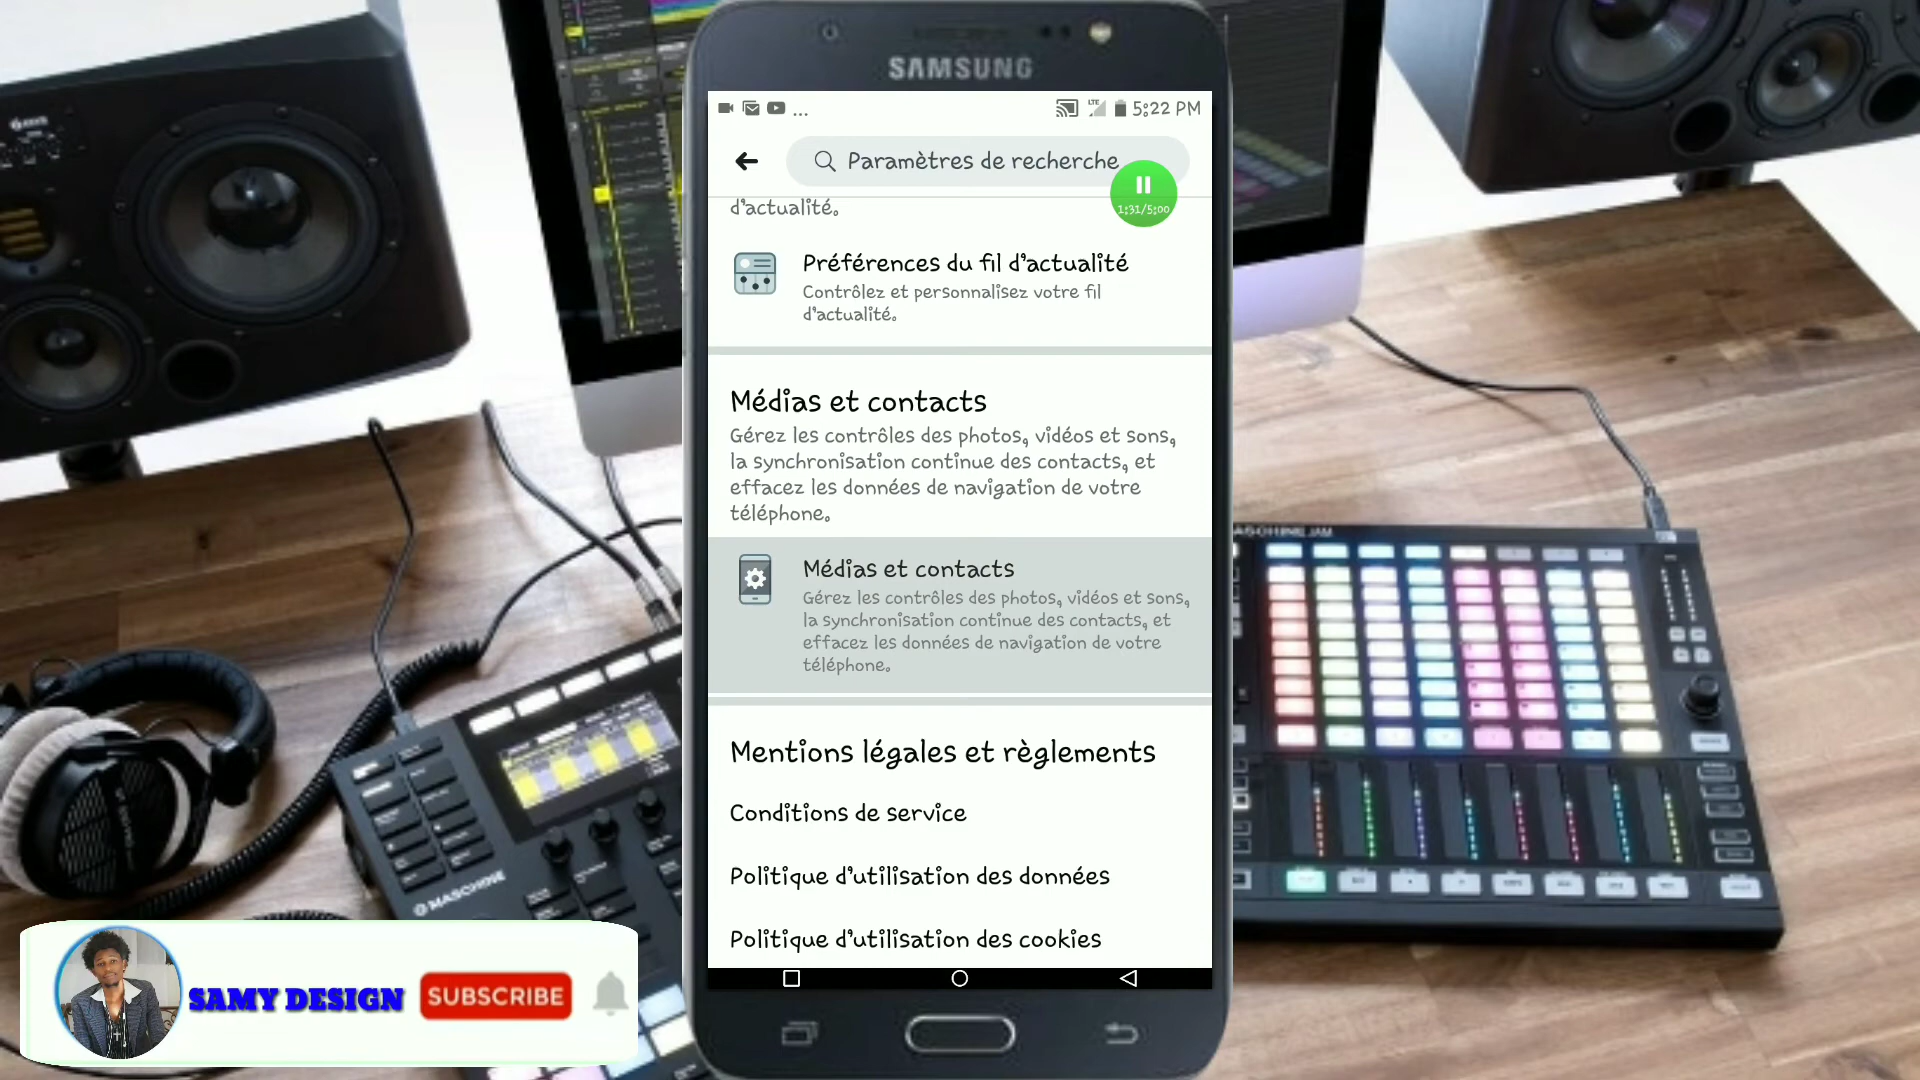 SAMSUNG
... LTE 5:22 PM
Paramètres de recherche
1:31/5:00
d'actualité.
Préférences du fil d'actualité
Contrôlez et personnalisez votre fil
d'actualité.
Médias et contacts
Gérez les contrôles des photos, vidéos et sons,
la synchronisation continue des contacts, et
effacez les données de navigation de votre
téléphone.
Médias et contacts
Gérez les contrôles des photos, vidéos et sons,
la synchronisation continue des contacts, et
effacez les données de navigation de votre
téléphone.
Mentions légales et règlements
Conditions de service
Politique d'utilisation des données
Politique d'utilisation des cookies
MASCHINE
SAMY DESIGN SUBSCRIBE